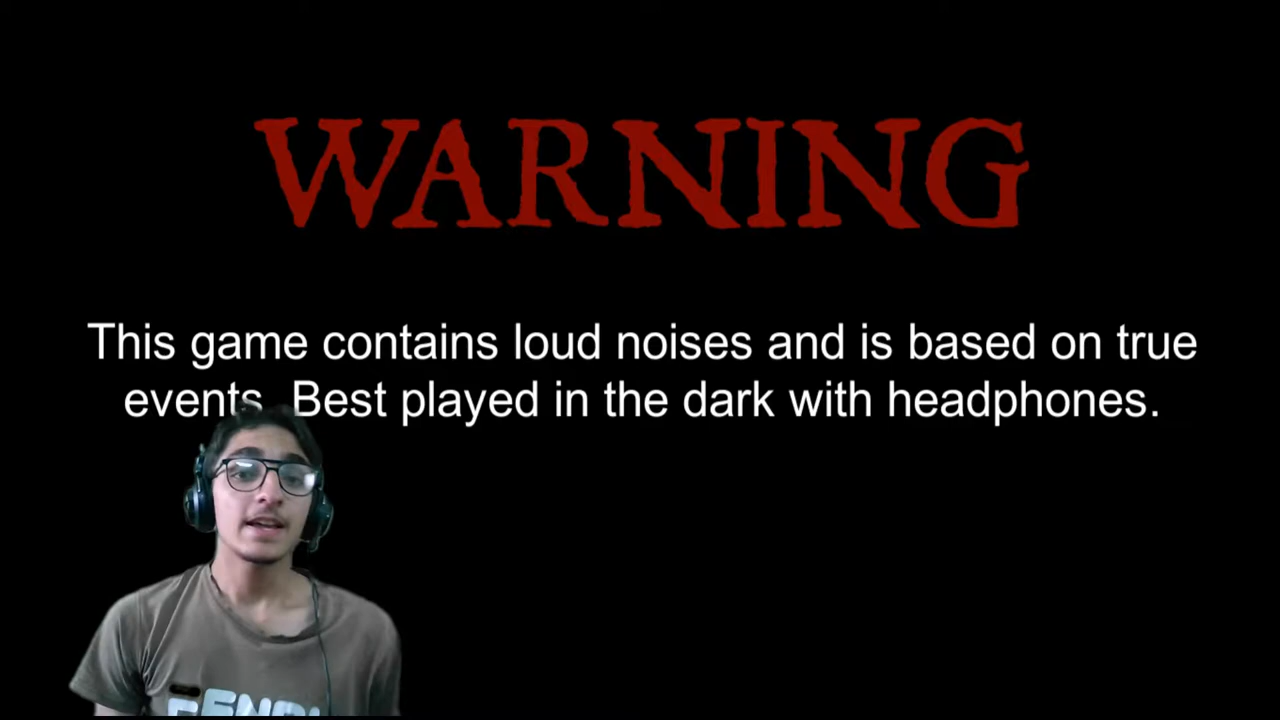 WARNING
This game contains loud noises and is based on true
events. Best played in the dark with headphones.